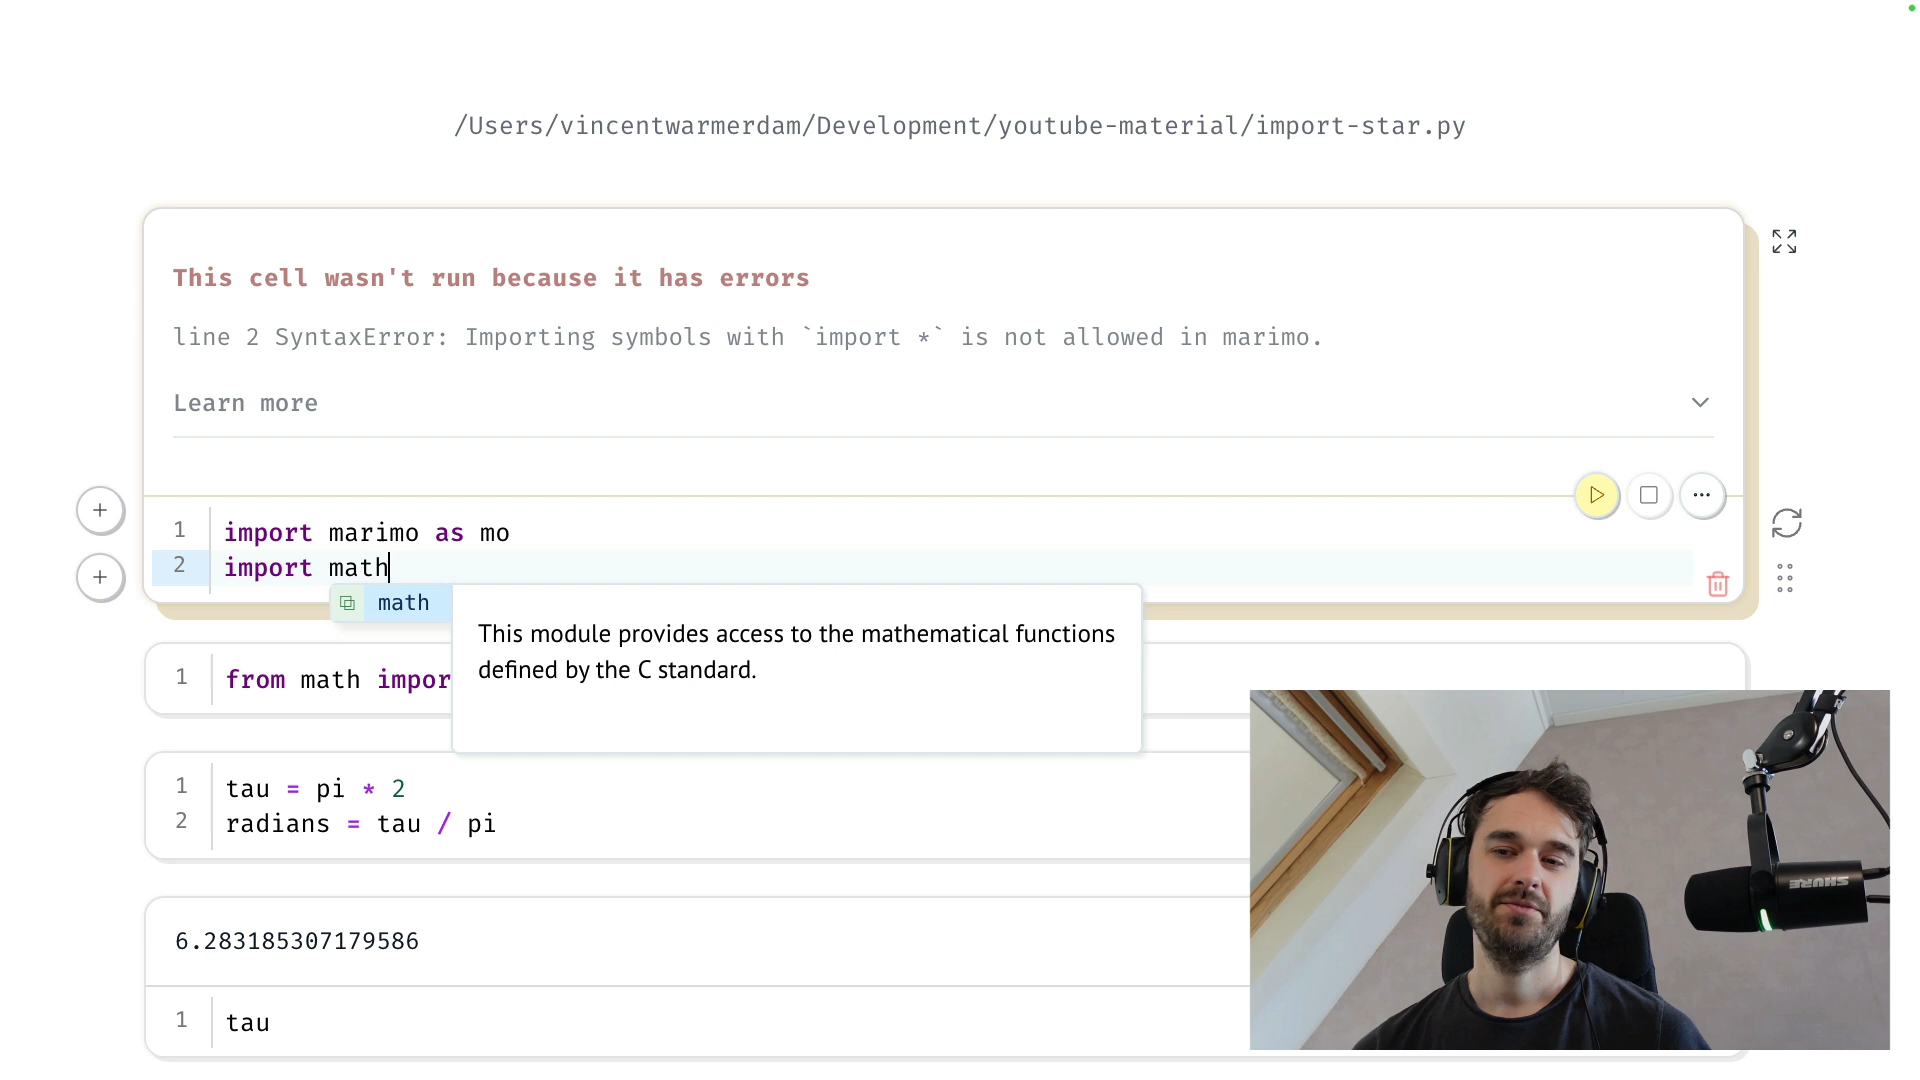 /Users/vincentwarmerdam/Development/youtube-material/import-star.py
This cell wasn't run because it has errors
line 2 SyntaxError: Importing symbols with `import *` is not allowed in marimo.
Learn more
1 import marimo as mo
2 import math
math
This module provides access to the mathematical functions
defined by the C standard.
1 from math impor
1 tau = pi * 2
2 radians = tau / pi
6.283185307179586
1 tau
SHURE